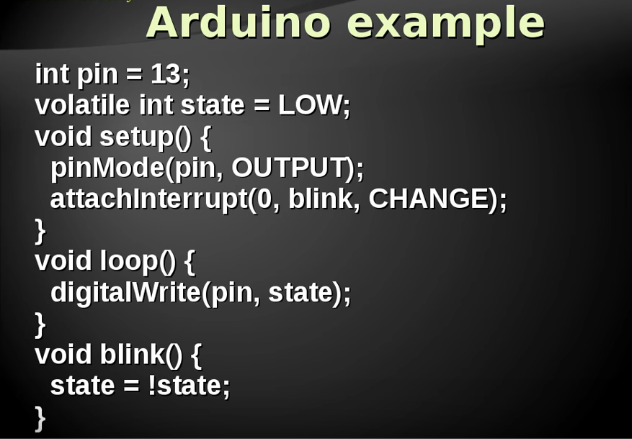 Arduino example
int pin = 13;
volatile int state = LOW;
void setup() {
  pinMode(pin, OUTPUT);
  attachInterrupt(0, blink, CHANGE);
}
void loop() {
  digitalWrite(pin, state);
}
void blink() {
  state = !state;
}